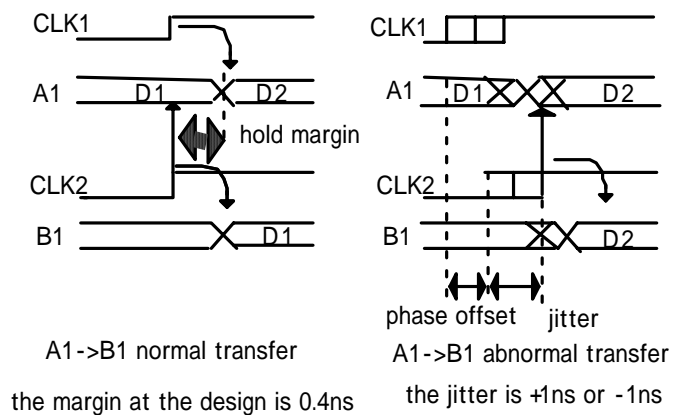 CLK1
A1 D1 D2
hold margin
CLK2
B1 D1
A1->B1 normal transfer
the margin at the design is 0.4ns
CLK1
A1 D1 D2
CLK2
B1 D2
phase offset jitter
A1->B1 abnormal transfer
the jitter is +1ns or -1ns